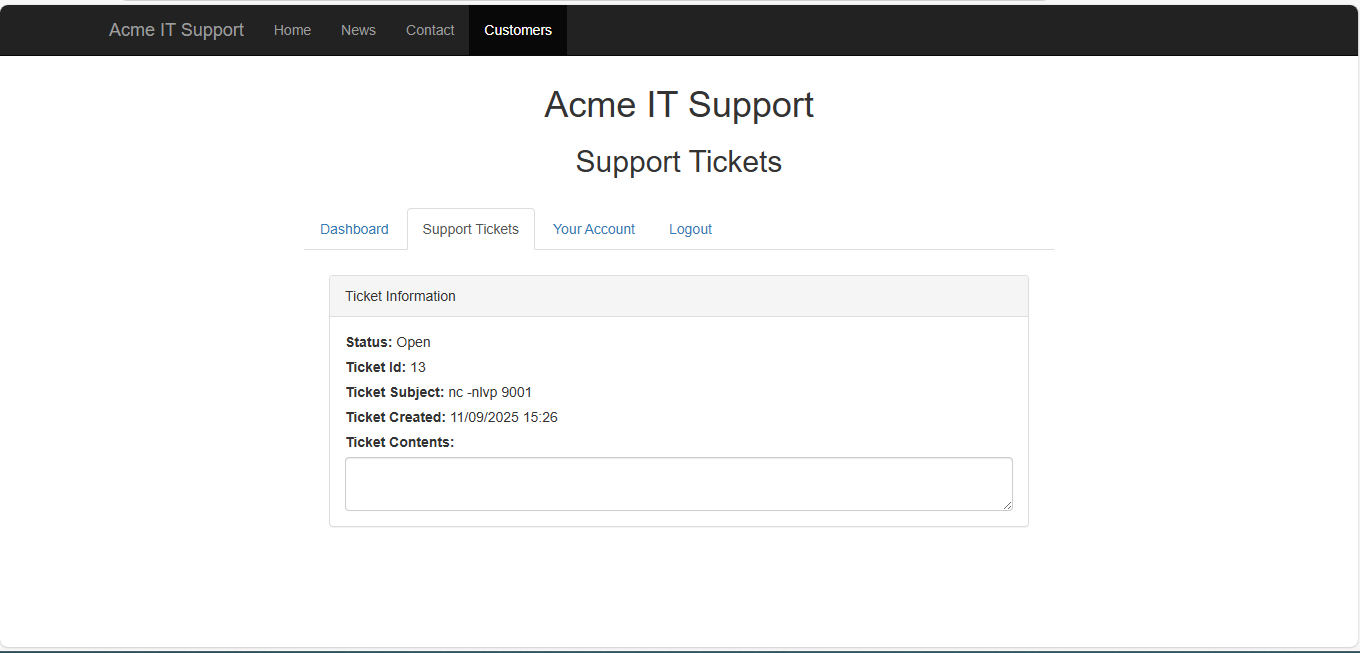 Acme IT Support Home News Contact Customers
Acme IT Support
Support Tickets
Dashboard Support Tickets Your Account Logout
Ticket Information
Status: Open
Ticket Id: 13
Ticket Subject: nc -nlvp 9001
Ticket Created: 11/09/2025 15:26
Ticket Contents: